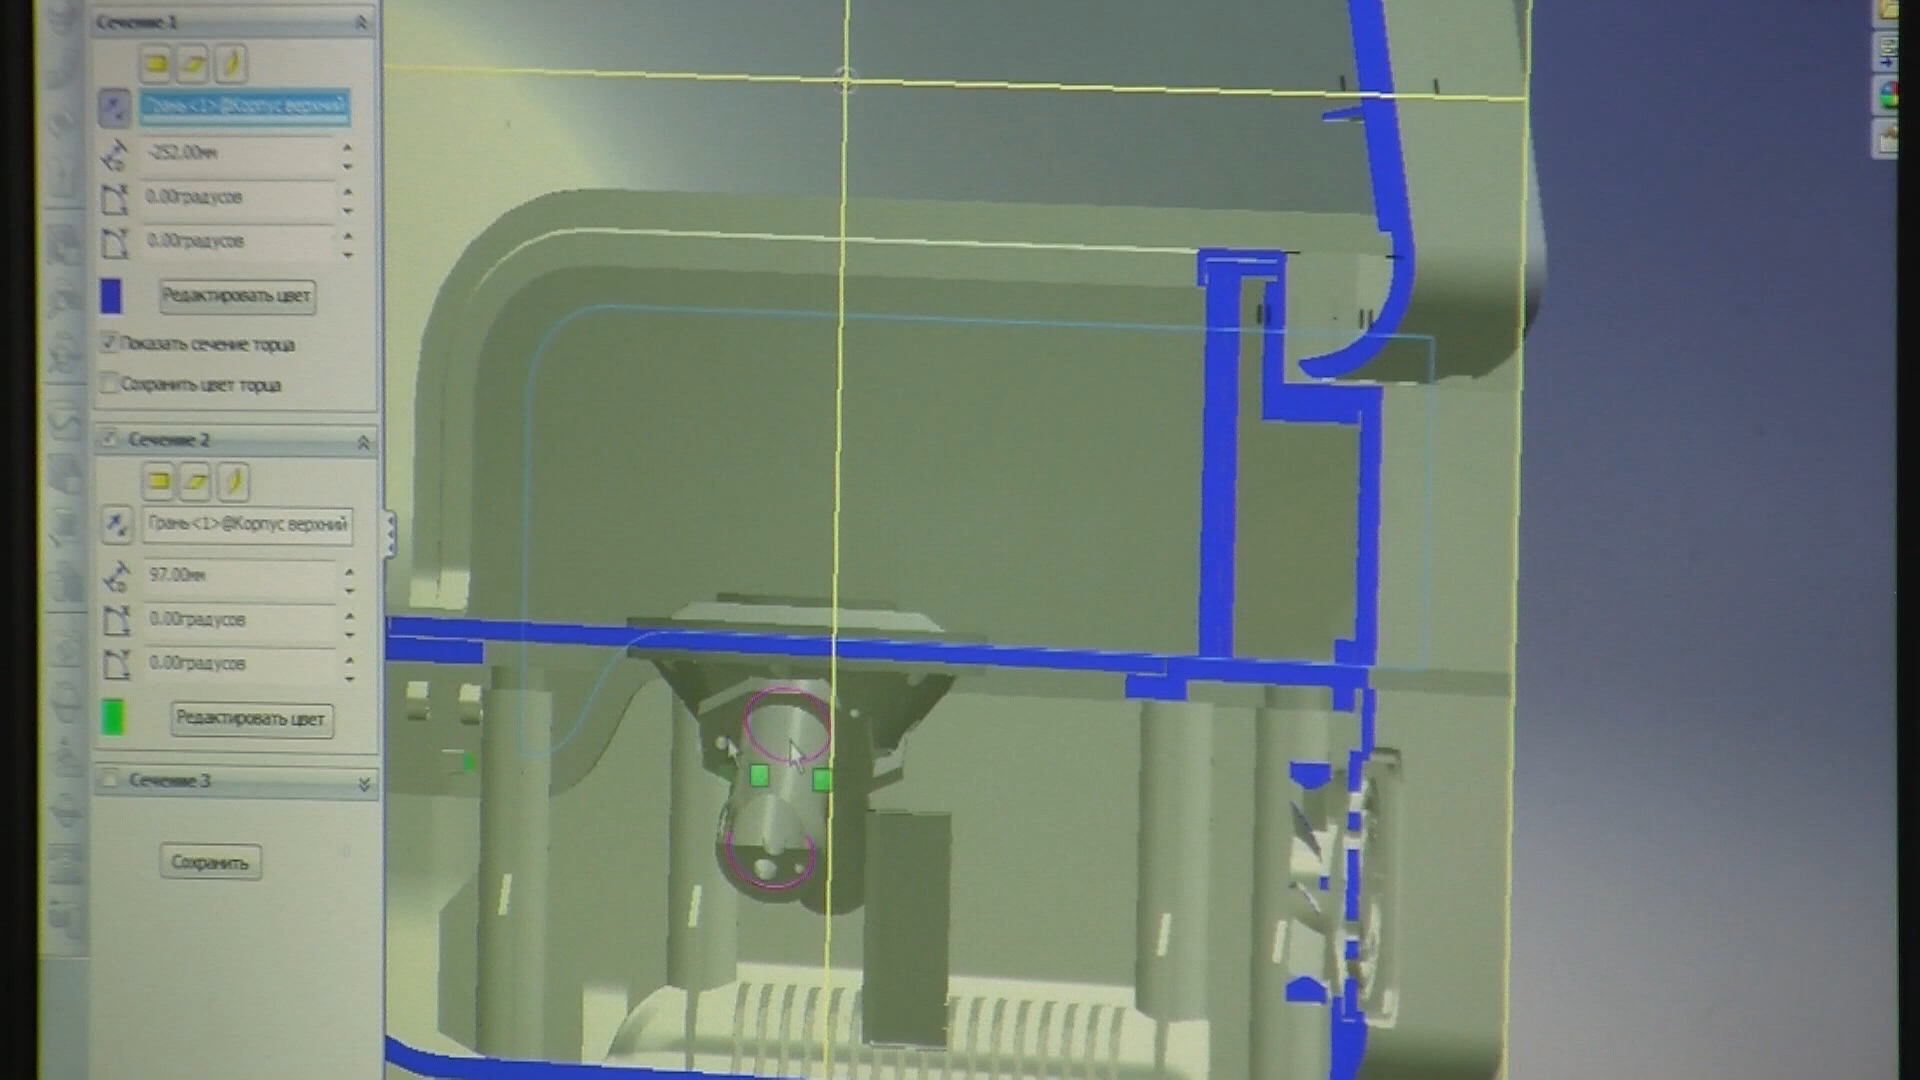 Сечение 1
Грань<1>@Корпус верхний
-252.00мм
0.00градусов
0.00градусов
Редактировать цвет
Показать сечение торца
Сохранить цвет торца
Сечение 2
Грань<1>@Корпус верхний
97.00мм
0.00градусов
0.00градусов
Редактировать цвет
Сечение 3
Сохранить